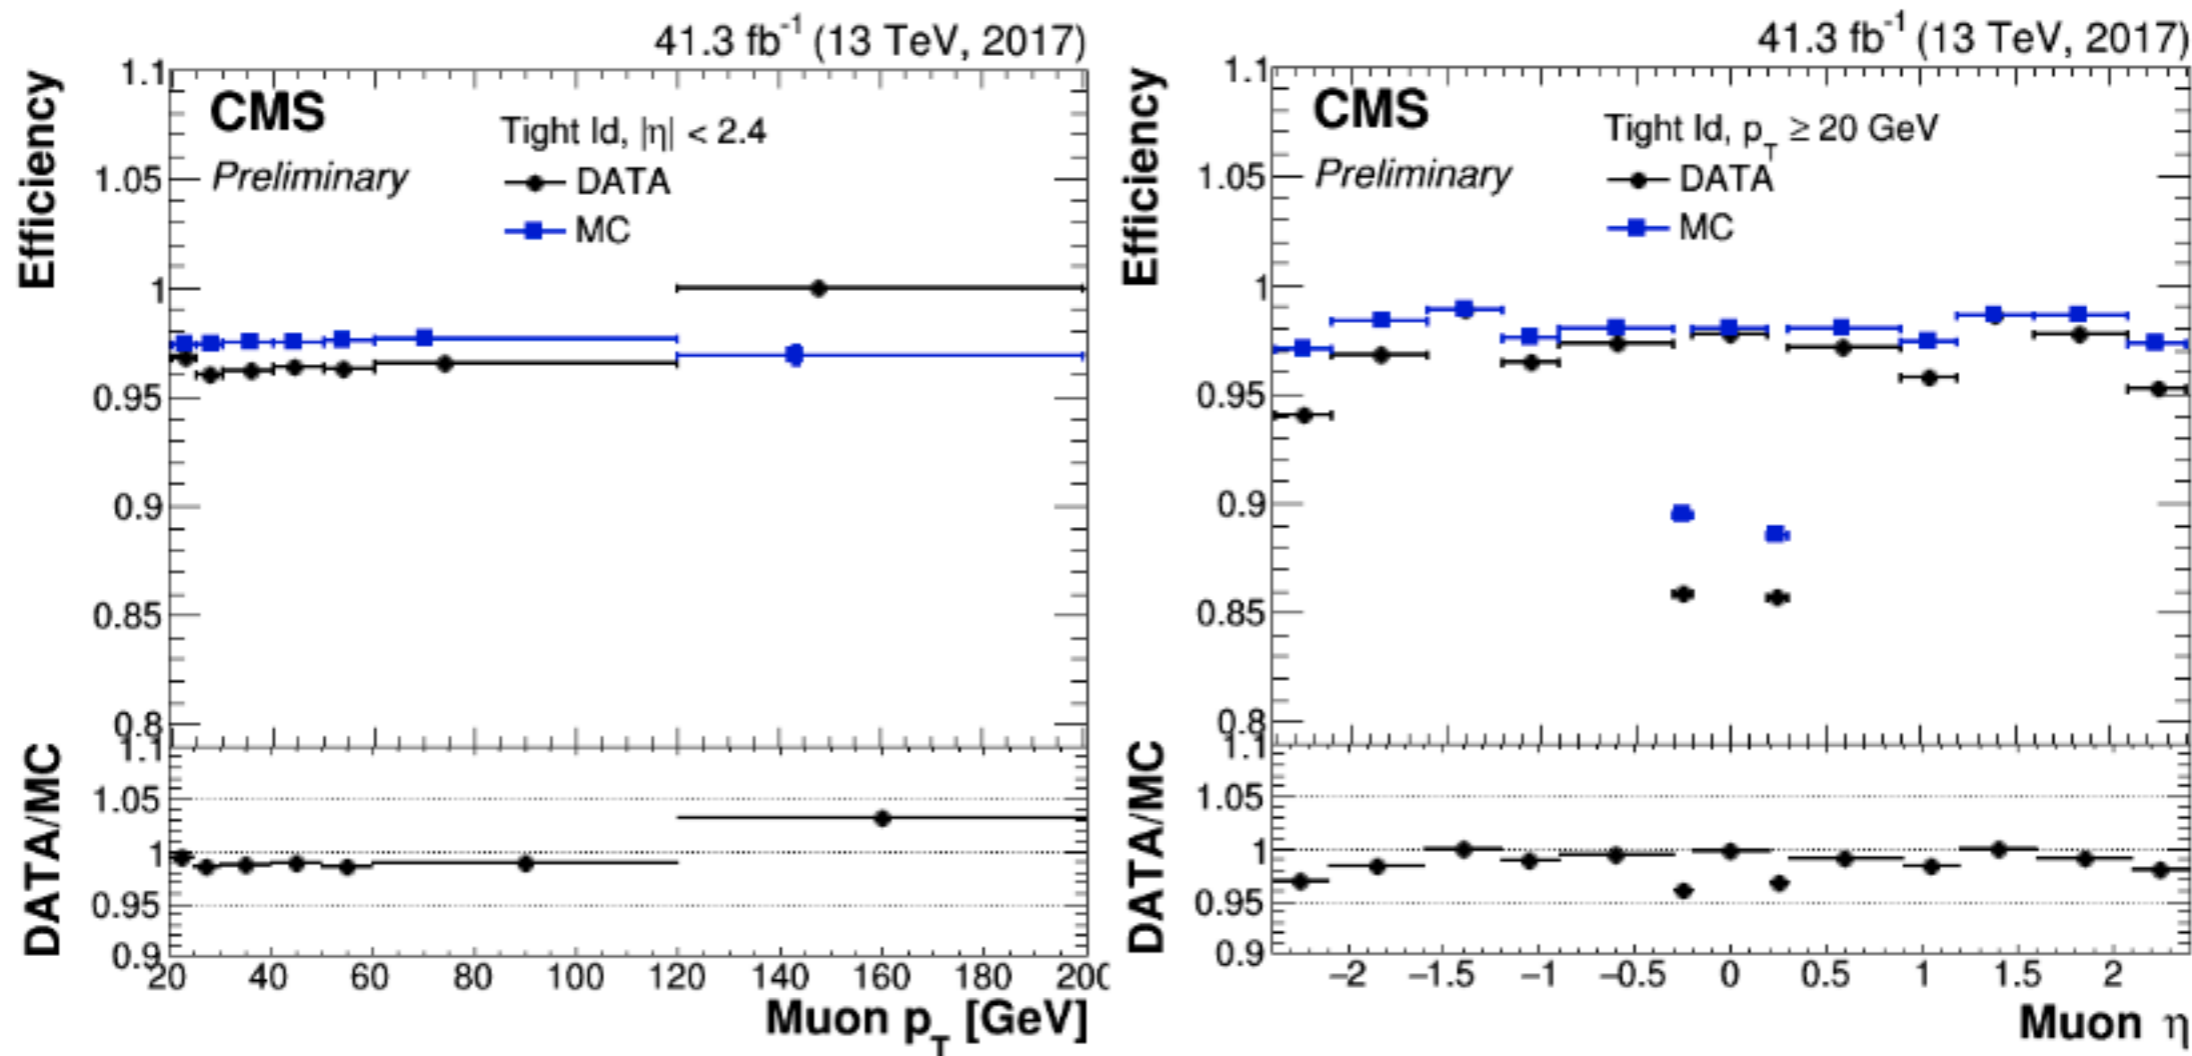 41.3 fb⁻¹ (13 TeV, 2017)
Efficiency
1.1
CMS
Tight Id, |η| < 2.4
1.05
Preliminary
DATA
MC
1
0.95
0.9
0.85
0.8
DATA/MC
1.1
1.05
1
0.95
0.9
20 40 60 80 100 120 140 160 180 200
Muon p_T [GeV]
41.3 fb⁻¹ (13 TeV, 2017)
Efficiency
1.1
CMS
Tight Id, p_T ≥ 20 GeV
1.05
Preliminary
DATA
MC
1
0.95
0.9
0.85
0.8
DATA/MC
1.1
1.05
1
0.95
0.9
−2 −1.5 −1 −0.5 0 0.5 1 1.5 2
Muon η